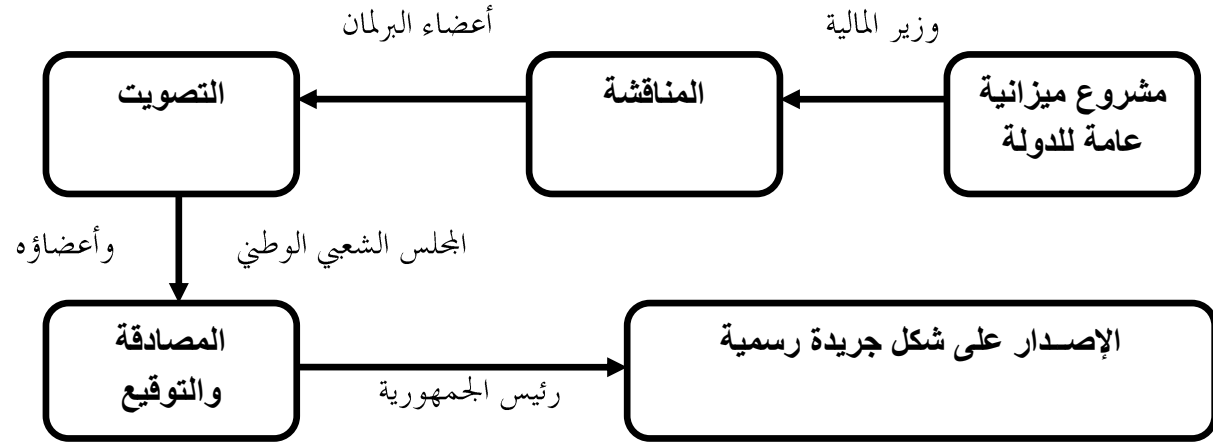 أعضاء البرلمان
وزير المالية
مشروع ميزانية
عامة للدولة
المناقشة
التصويت
المجلس الشعبي الوطني
وأعضاؤه
المصادقة
والتوقيع
رئيس الجمهورية
الإصـدار على شكل جريدة رسمية